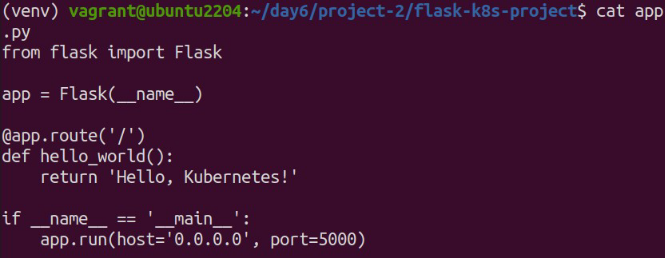 (venv) vagrant@ubuntu2204:~/day6/project-2/flask-k8s-project$ cat app
.py
from flask import Flask

app = Flask(__name__)

@app.route('/')
def hello_world():
    return 'Hello, Kubernetes!'

if __name__ == '__main__':
    app.run(host='0.0.0.0', port=5000)